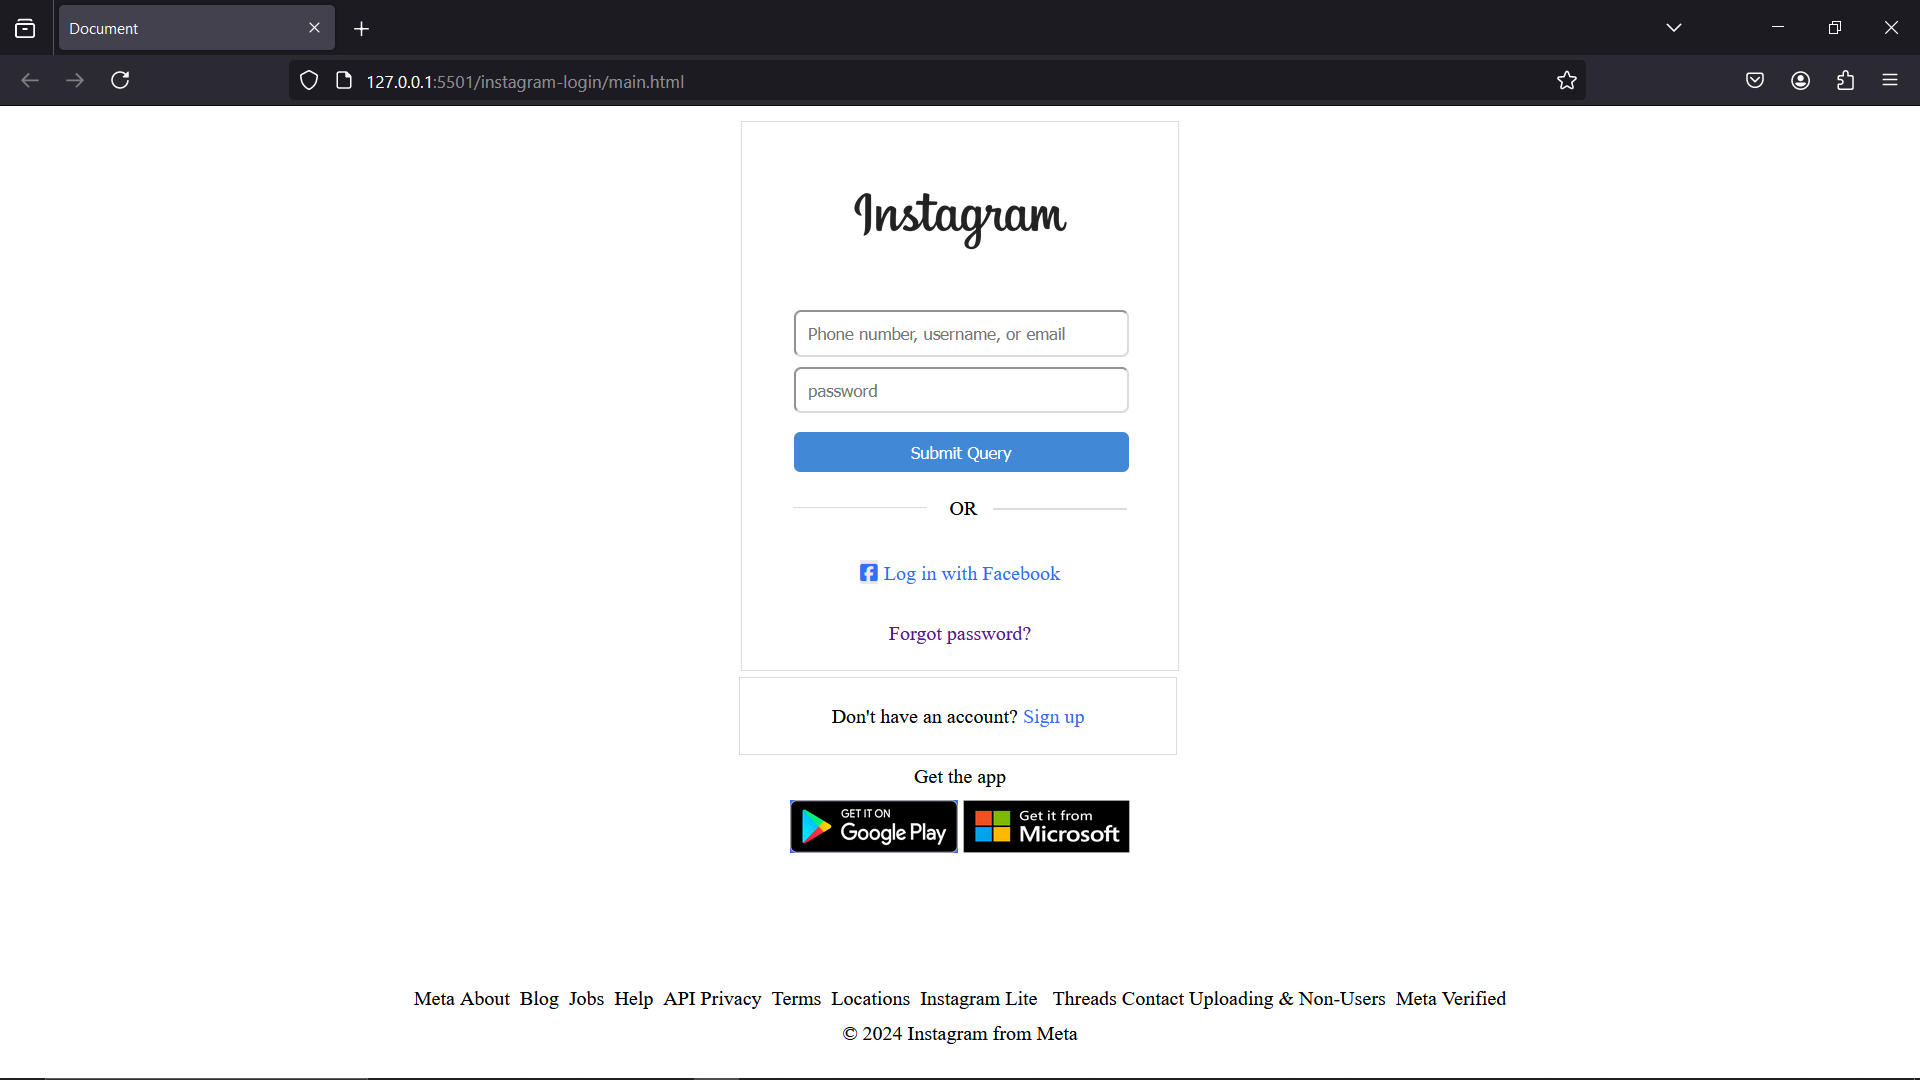 Document
127.0.0.1:5501/instagram-login/main.html
Instagram
Phone number, username, or email
password
Submit Query
OR
Log in with Facebook
Forgot password?
Don't have an account? Sign up
Get the app
GET IT ON
Google Play
Get it from
Microsoft
Meta About Blog Jobs Help API Privacy Terms Locations Instagram Lite Threads Contact Uploading & Non-Users Meta Verified
© 2024 Instagram from Meta